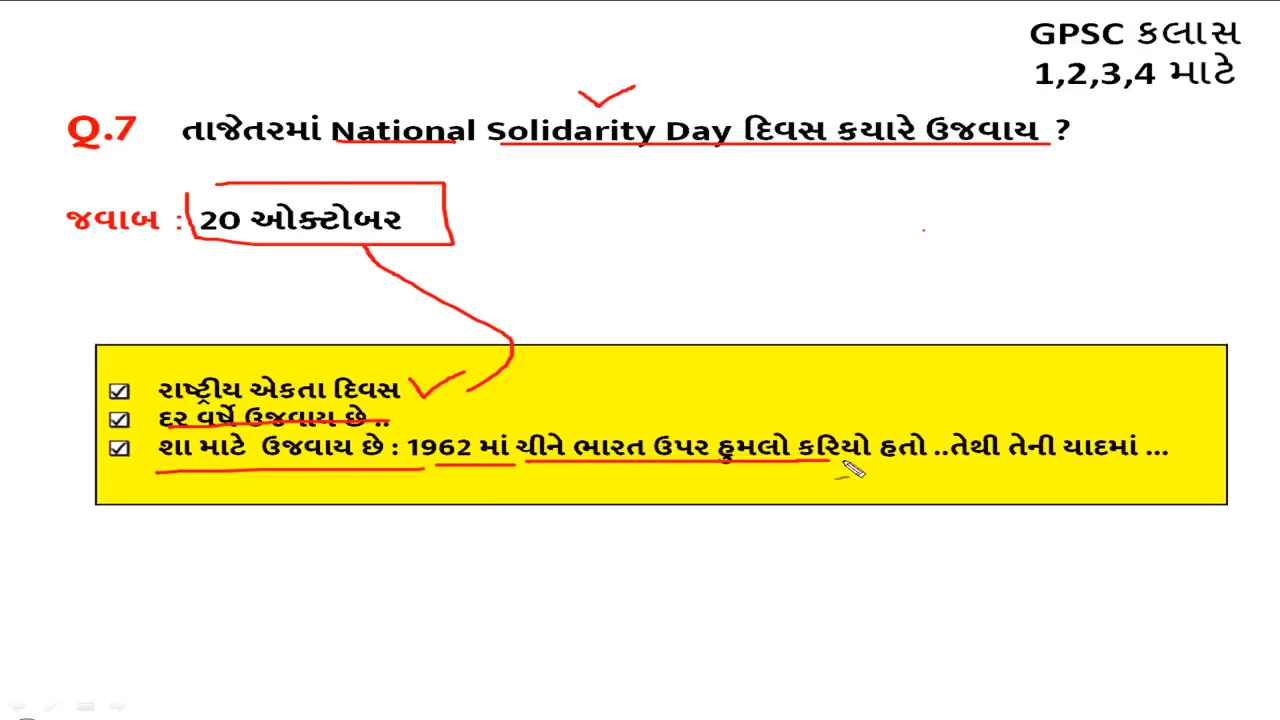 GPSC કલાસ
1,2,3,4 માટે
Q.7 તાજેતરમાં National Solidarity Day દિવસ કયારે ઉજવાય ?
જવાબ : 20 ઓક્ટોબર
રાષ્ટ્રીય એકતા દિવસ
દર વર્ષે ઉજવાય છે ..
શા માટે ઉજવાય છે : 1962 માં ચીને ભારત ઉપર હુમલો કરિયો હતો ..તેથી તેની યાદમાં ...